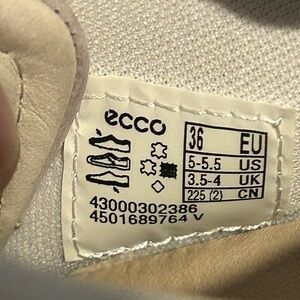 ecco
36 EU
5-5.5 US
3.5-4 UK
225 (2) CN
43000302386
4501689764 V